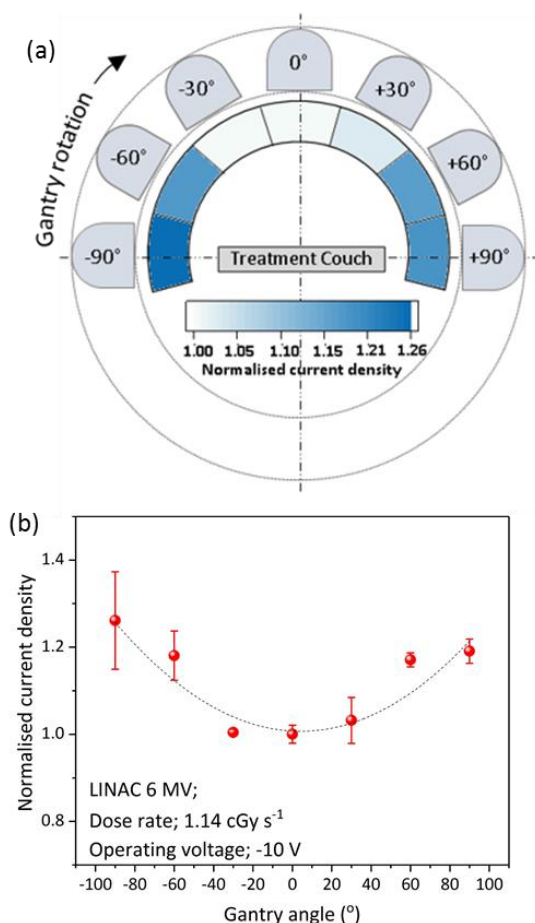 (a)
Gantry rotation
0°
-30°
+30°
-60°
+60°
-90°
+90°
Treatment Couch
1.00 1.05 1.10 1.15 1.21 1.26
Normalised current density
(b)
Normalised current density
1.4
1.2
1.0
0.8
LINAC 6 MV;
Dose rate; 1.14 cGy s⁻¹
Operating voltage; -10 V
-100 -80 -60 -40 -20 0 20 40 60 80 100
Gantry angle (°)